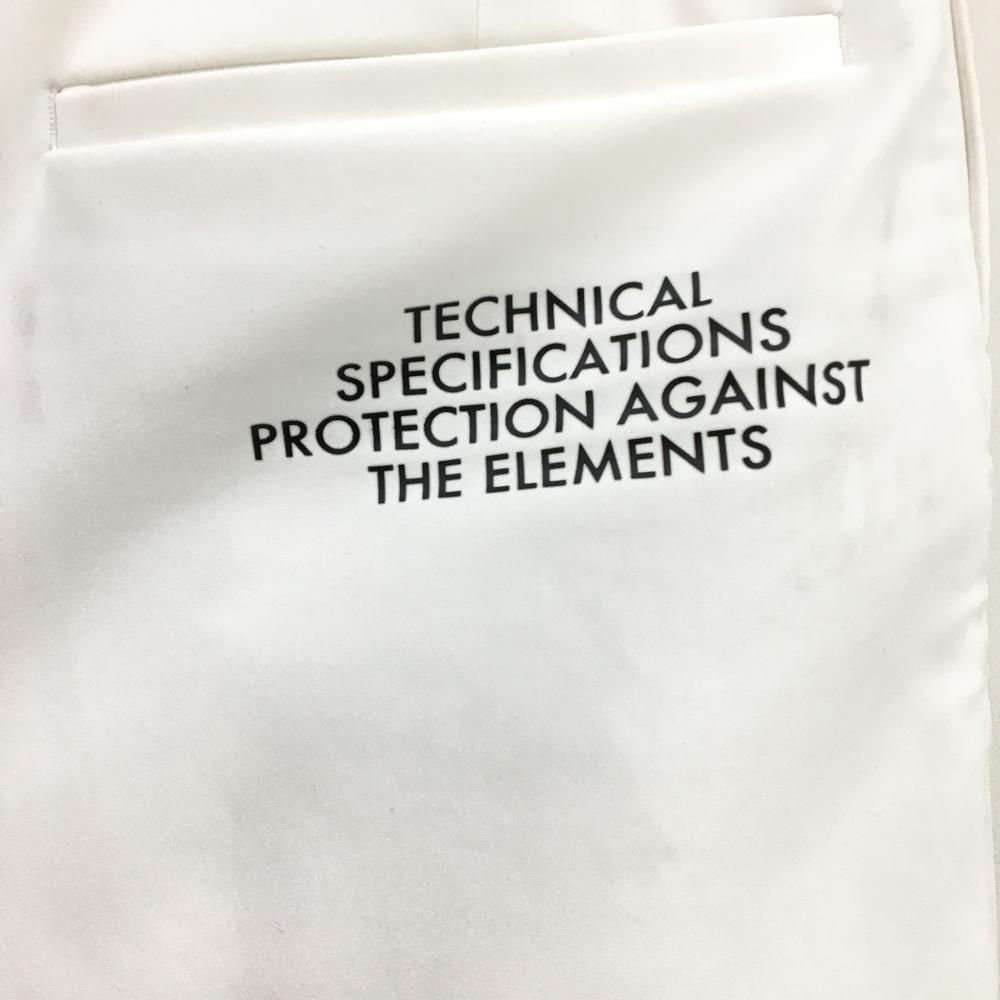 TECHNICAL
SPECIFICATIONS
PROTECTION AGAINST
THE ELEMENTS